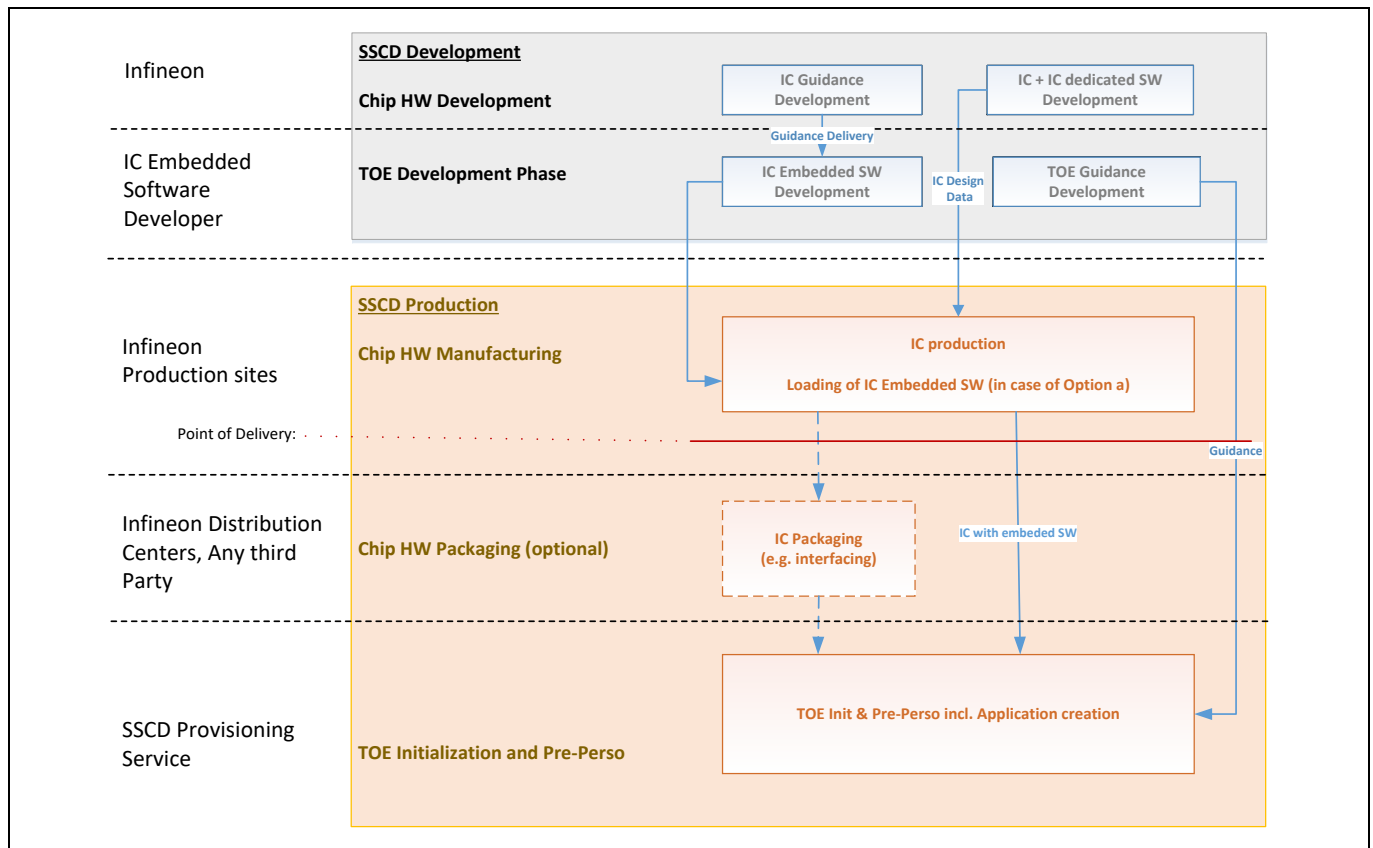 Infineon
SSCD Development
Chip HW Development
IC Guidance
Development
IC + IC dedicated SW
Development
Guidance Delivery
IC Embedded
Software
Developer
TOE Development Phase
IC Embedded SW
Development
IC Design
Data
TOE Guidance
Development
SSCD Production
Infineon
Production sites
Chip HW Manufacturing
IC production
Loading of IC Embedded SW (in case of Option a)
Point of Delivery:
Guidance
Infineon Distribution
Centers, Any third
Party
Chip HW Packaging (optional)
IC Packaging
(e.g. interfacing)
IC with embeded SW
SSCD Provisioning
Service
TOE Initialization and Pre-Perso
TOE Init & Pre-Perso incl. Application creation